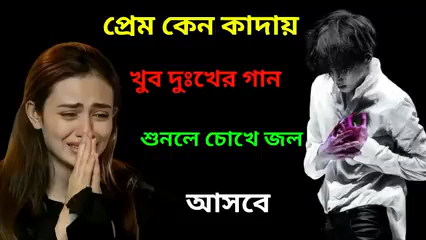 প্রেম কেন কাদায়
খুব দুঃখের গান
শুনলে চোখে জল
আসবে